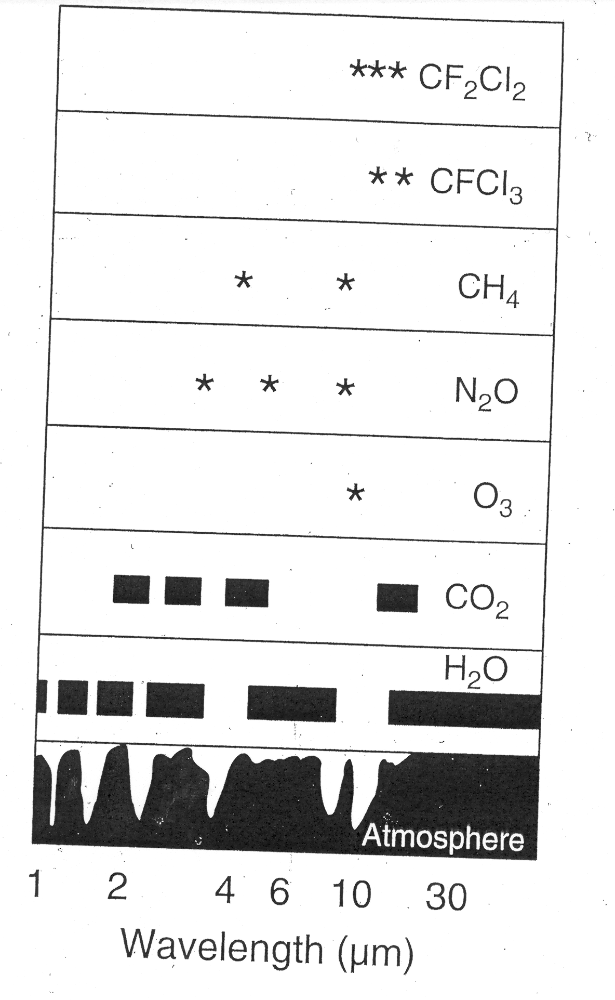 *** CF₂Cl₂
** CFCl₃
* * CH₄
* * * N₂O
* O₃
CO₂
H₂O
Atmosphere
1 2 4 6 10 30
Wavelength (µm)